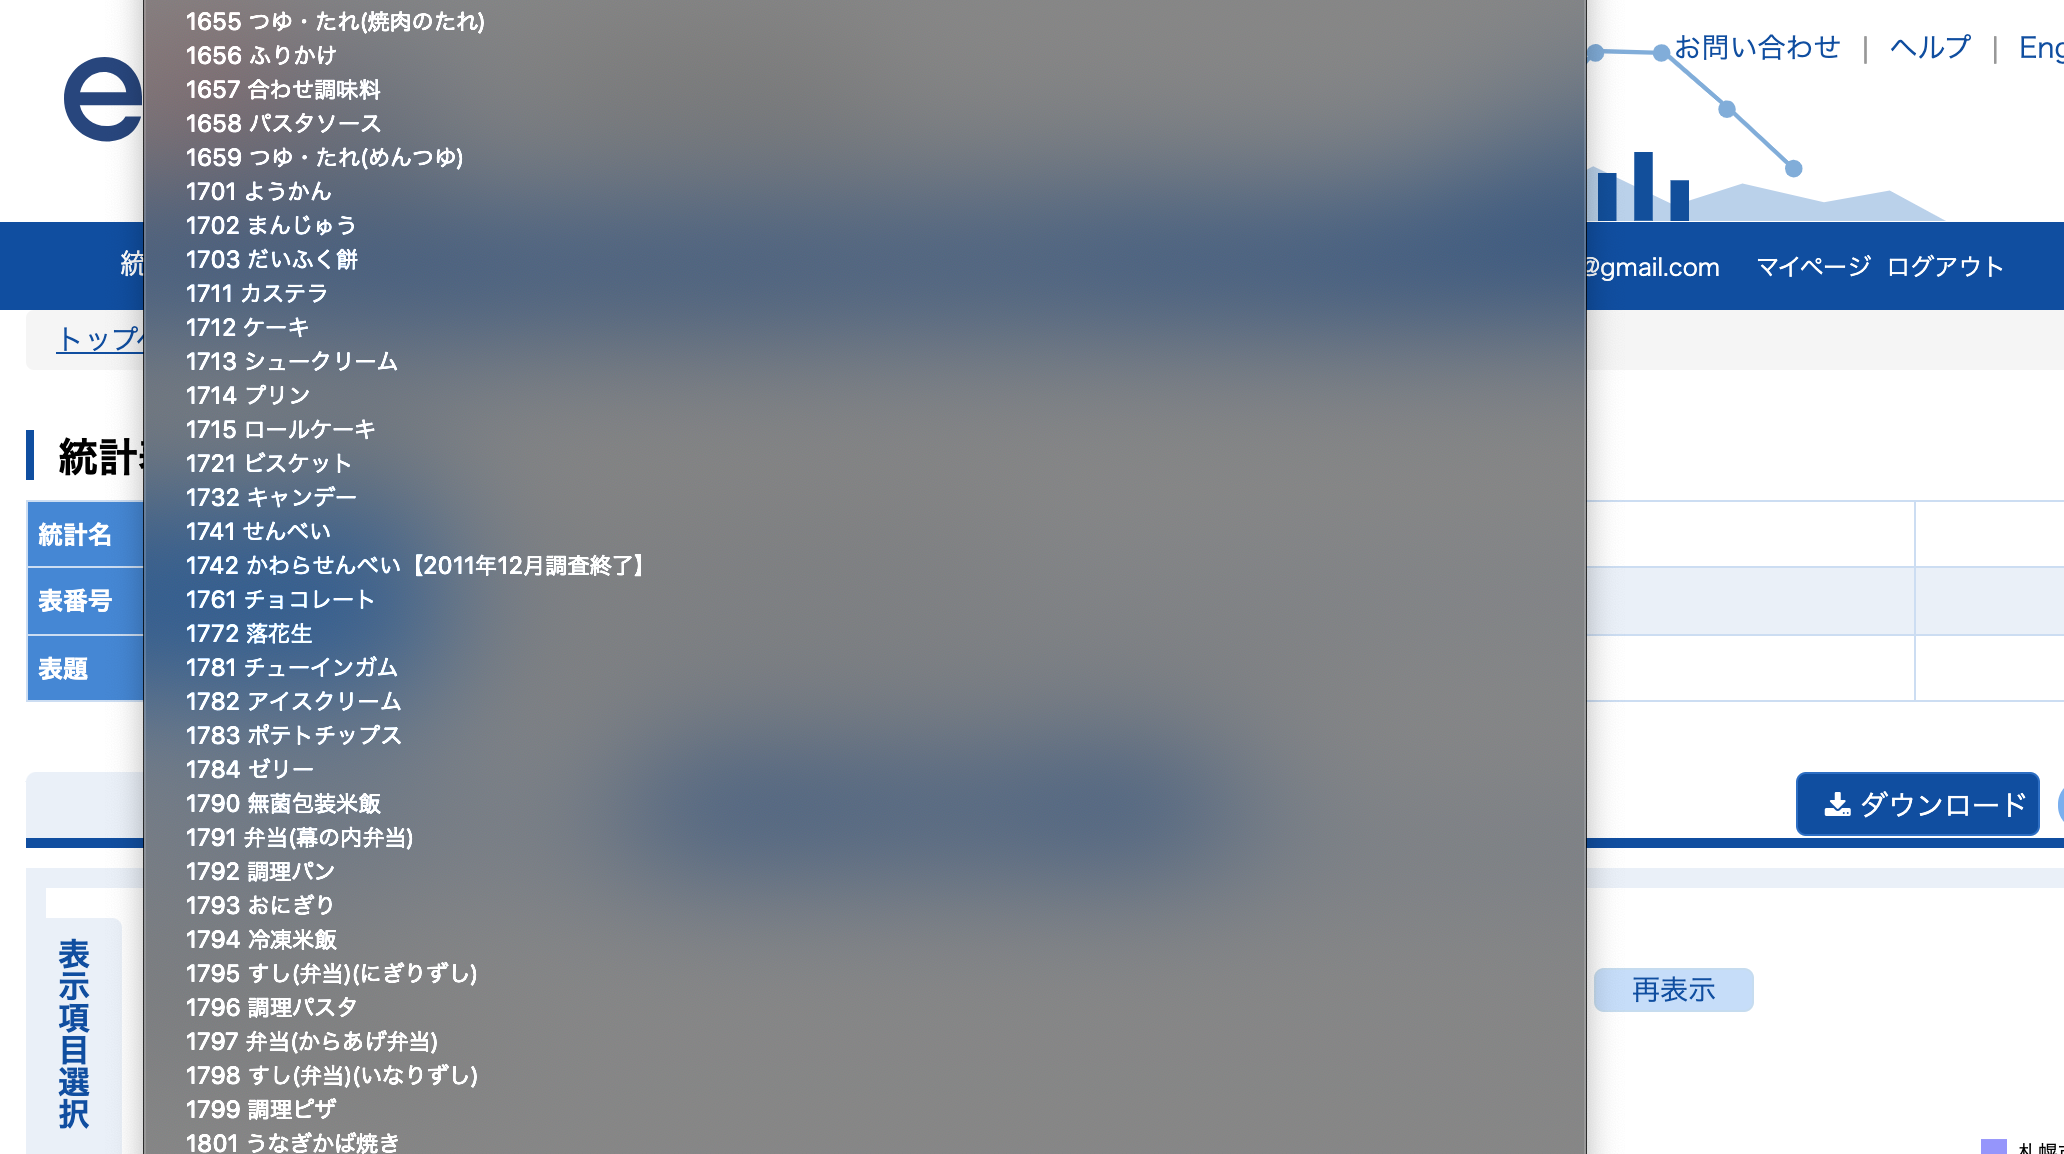 1655 つゆ・たれ(焼肉のたれ)
1656 ふりかけ
1657 合わせ調味料
1658 パスタソース
1659 つゆ・たれ(めんつゆ)
1701 ようかん
1702 まんじゅう
1703 だいふく餅
1711 カステラ
1712 ケーキ
1713 シュークリーム
1714 プリン
1715 ロールケーキ
1721 ビスケット
1732 キャンデー
1741 せんべい
1742 かわらせんべい【2011年12月調査終了】
1761 チョコレート
1772 落花生
1781 チューインガム
1782 アイスクリーム
1783 ポテトチップス
1784 ゼリー
1790 無菌包装米飯
1791 弁当(幕の内弁当)
1792 調理パン
1793 おにぎり
1794 冷凍米飯
1795 すし(弁当)(にぎりずし)
1796 調理パスタ
1797 弁当(からあげ弁当)
1798 すし(弁当)(いなりずし)
1799 調理ピザ
1801 うなぎかば焼き
e
お問い合わせ | ヘルプ | Eng
統
@gmail.com マイページ ログアウト
トップ
統計
統計名
表番号
表題
ダウンロード
表示項目選択
再表示
札幌